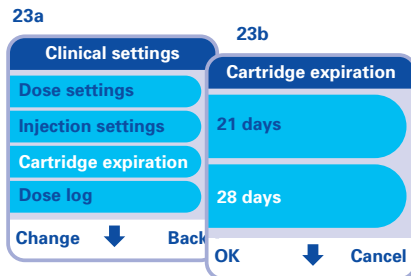 23a
Clinical settings
Dose settings
Injection settings
Cartridge expiration
Dose log
Change Back
23b
Cartridge expiration
21 days
28 days
OK Cancel